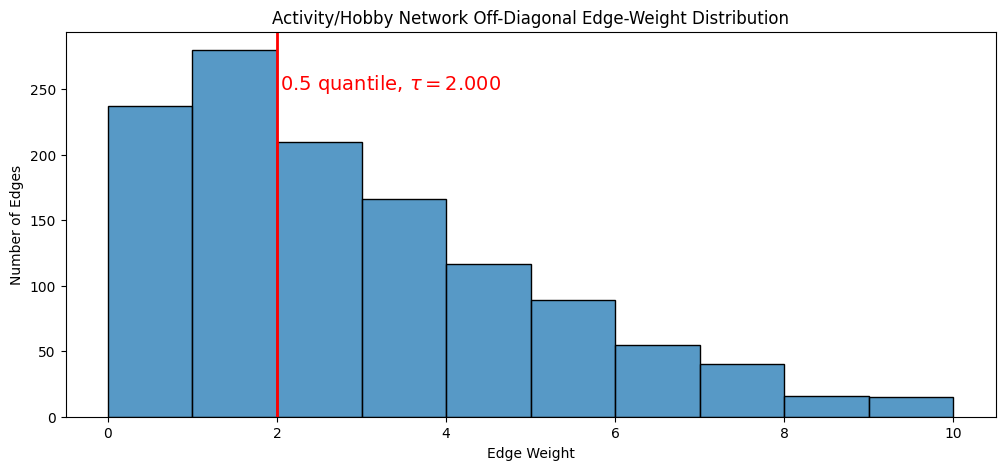 Activity/Hobby Network Off-Diagonal Edge-Weight Distribution
0.5 quantile, τ = 2.000
Number of Edges
250
200
150
100
50
0
0 2 4 6 8 10
Edge Weight